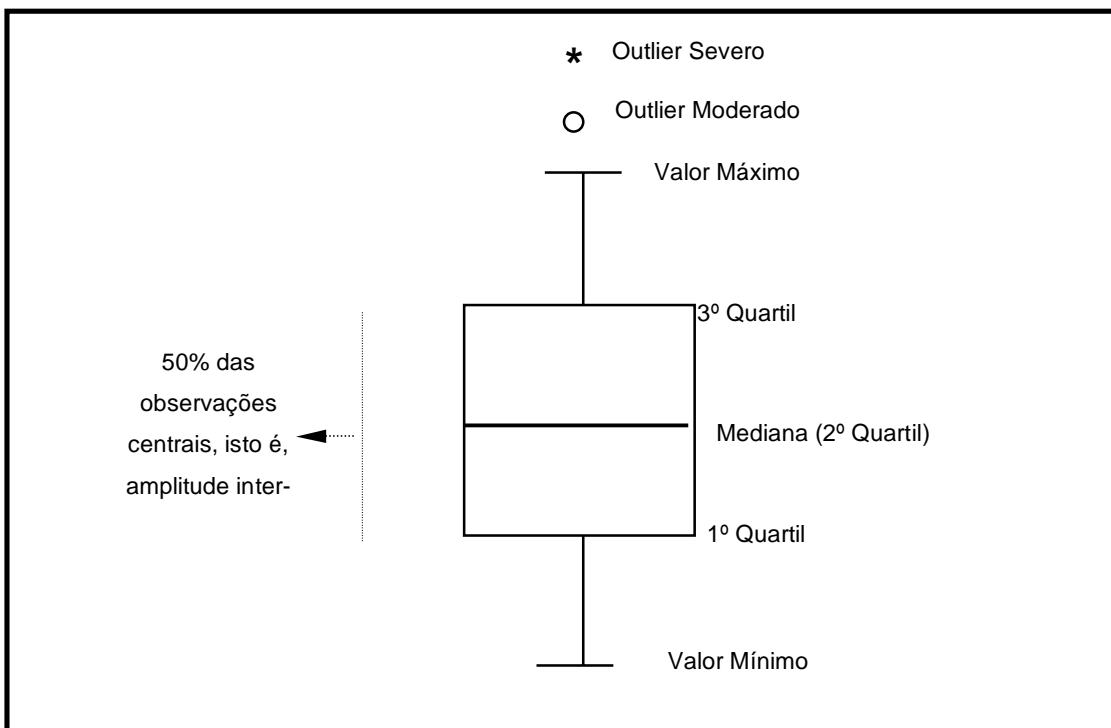 * Outlier Severo
Outlier Moderado
Valor Máximo
3º Quartil
50% das
observações
centrais, isto é,
amplitude inter-
Mediana (2º Quartil)
1º Quartil
Valor Mínimo